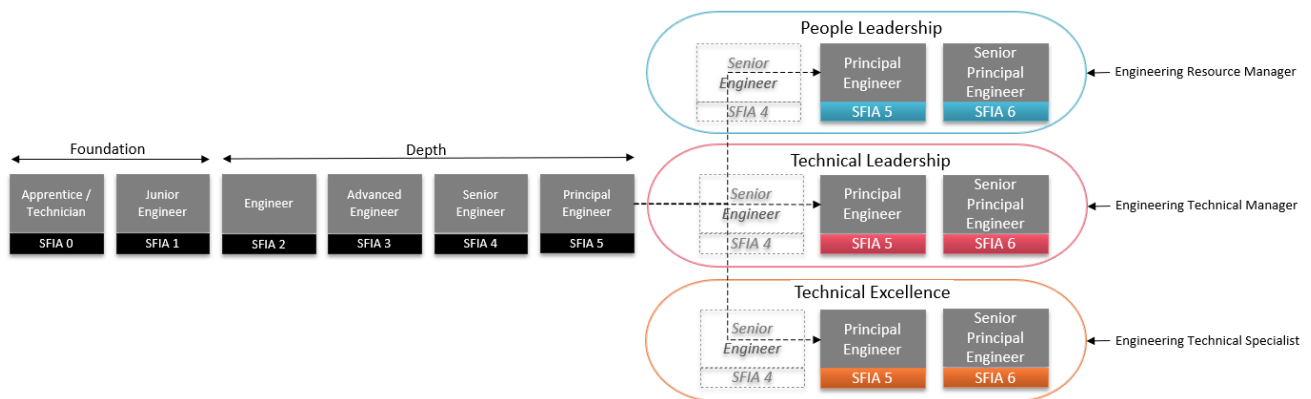 People Leadership
Senior
Engineer
SFIA 4
Principal
Engineer
SFIA 5
Senior
Principal
Engineer
SFIA 6
Engineering Resource Manager
Foundation
Depth
Apprentice /
Technician
SFIA 0
Junior
Engineer
SFIA 1
Engineer
SFIA 2
Advanced
Engineer
SFIA 3
Senior
Engineer
SFIA 4
Principal
Engineer
SFIA 5
Technical Leadership
Senior
Engineer
SFIA 4
Principal
Engineer
SFIA 5
Senior
Principal
Engineer
SFIA 6
Engineering Technical Manager
Technical Excellence
Senior
Engineer
SFIA 4
Principal
Engineer
SFIA 5
Senior
Principal
Engineer
SFIA 6
Engineering Technical Specialist